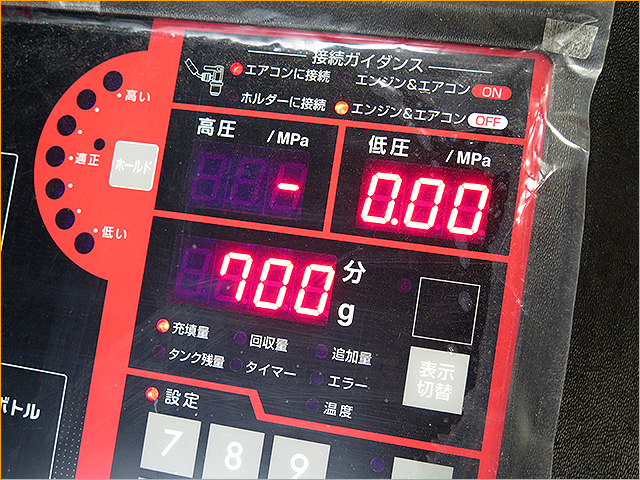 接続ガイダンス
エアコンに接続 エンジン&エアコン ON
ホルダーに接続 エンジン&エアコン OFF
高い
適正
低い
ホールド
高圧 /MPa
-
低圧 /MPa
0.00
700 分
g
充填量 回収量 追加量
タンク残量 タイマー エラー
温度
表示
切替
設定
7 8 9
ボトル